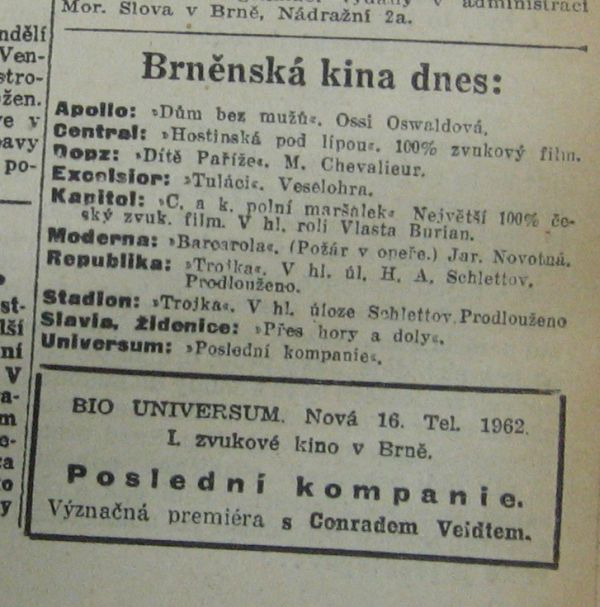 Mor. Slova v Brně, Nádražní 2a.
Brněnská kina dnes:
Apollo: »Dům bez mužů«. Ossi Oswaldová.
Central: »Hostinská pod lípou«. 100% zvukový film.
Dopz: »Dítě Paříže«. M. Chevalieur.
Excelsior: »Tuláci«. Veselohra.
Kapitol: »C. a k. polní maršálek« Největší 100% če-
ský zvuk. film. V hl. roli Vlasta Burian.
Moderna: »Barcarola«. (Požár v opeře.) Jar. Novotná.
Republika: »Trojka«. V hl. úl. H. A. Schlettov.
Prodlouženo.
Stadion: »Trojka«. V hl. úloze Schlettov. Prodlouženo
Slavia, Židenice: »Přes hory a doly«.
Universum: »Poslední kompanie«.
BIO UNIVERSUM. Nová 16. Tel. 1962.
I. zvukové kino v Brně.
Poslední kompanie.
Význačná premiéra s Conradem Veidtem.